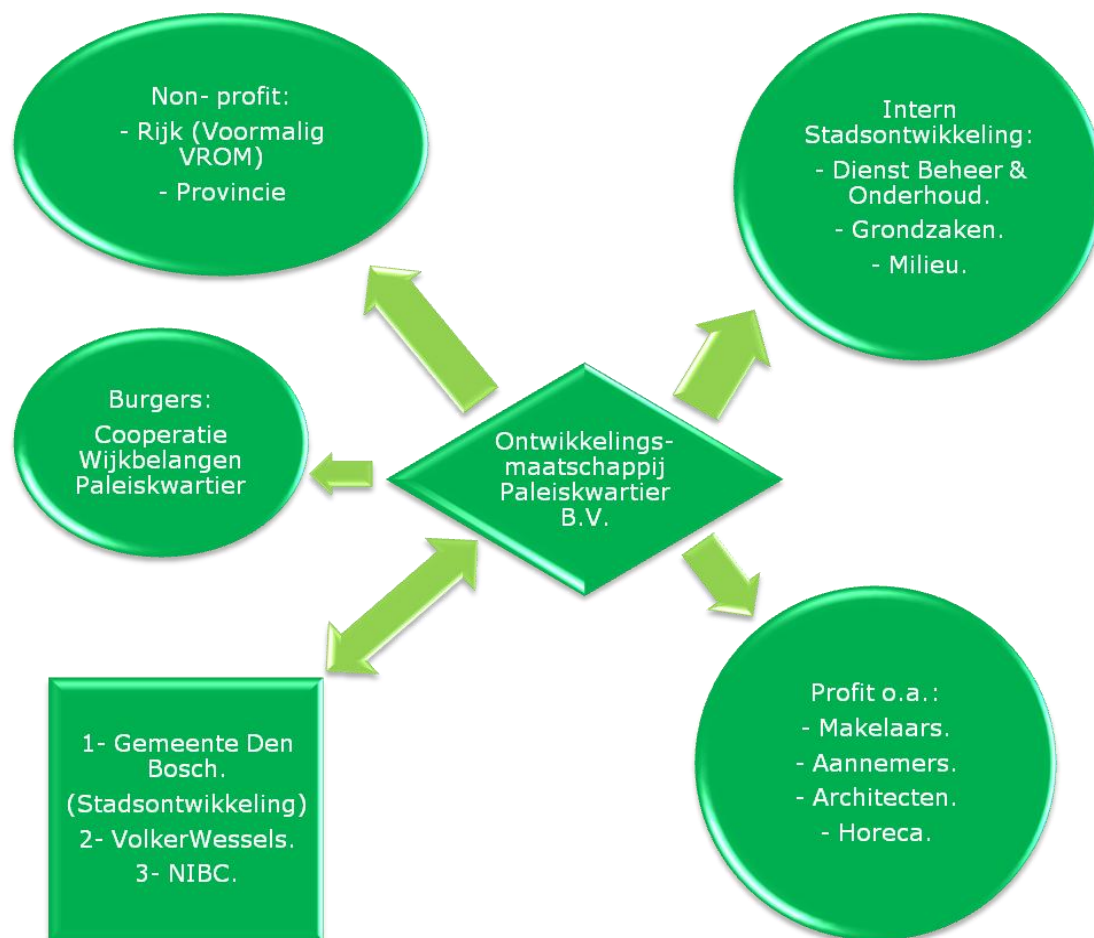 Non- profit:
- Rijk (Voormalig
VROM)
- Provincie
Intern
Stadsontwikkeling:
- Dienst Beheer &
Onderhoud.
- Grondzaken.
- Milieu.
Burgers:
Cooperatie
Wijkbelangen
Paleiskwartier
Ontwikkelings-
maatschappij
Paleiskwartier
B.V.
1- Gemeente Den
Bosch.
(Stadsontwikkeling)
2- VolkerWessels.
3- NIBC.
Profit o.a.:
- Makelaars.
- Aannemers.
- Architecten.
- Horeca.